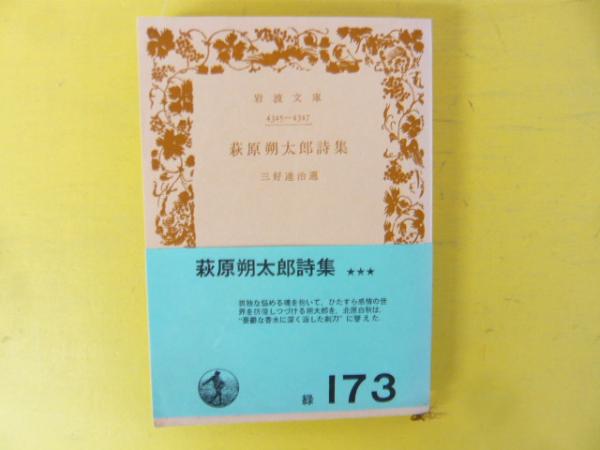 岩波文庫
4325—4327
萩原朔太郎詩集
三好達治選
萩原朔太郎詩集 ★★★
孤独な悩める魂を抱いて，ひたすら感情の世
界を彷徨しつづける朔太郎を，北原白秋は，
“憂鬱な香水に深く浸した剃刀”に譬えた．
緑 173